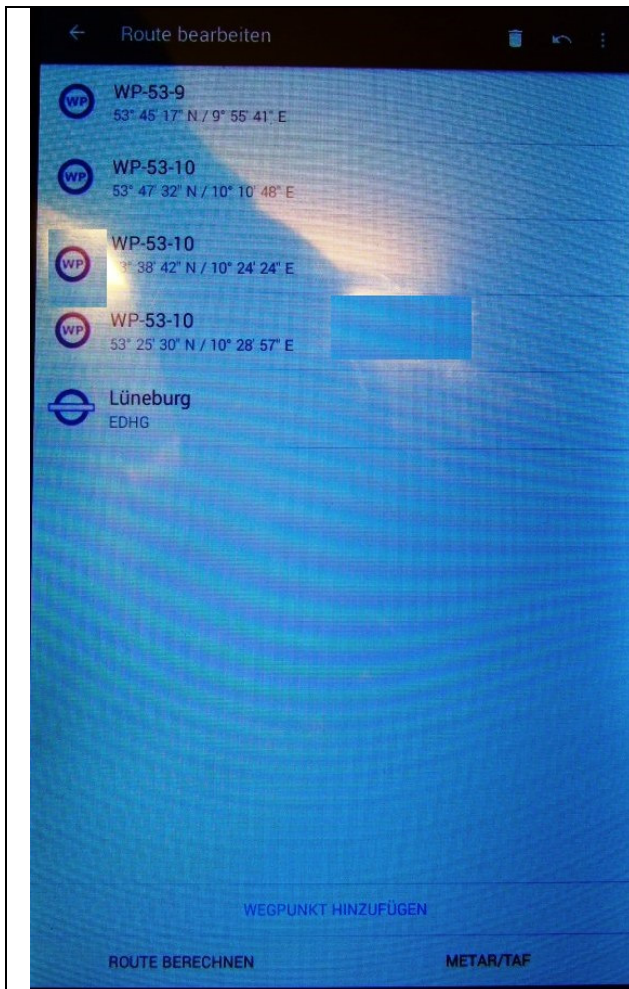 Route bearbeiten
WP
WP-53-9
53° 45' 17" N / 9° 55' 41" E
WP
WP-53-10
53° 47' 32" N / 10° 10' 48" E
WP
WP-53-10
38' 42" N / 10° 24' 24" E
WP
WP-53-10
53° 25' 30" N / 10° 28' 57" E
Lüneburg
EDHG
WEGPUNKT HINZUFÜGEN
ROUTE BERECHNEN METAR/TAF